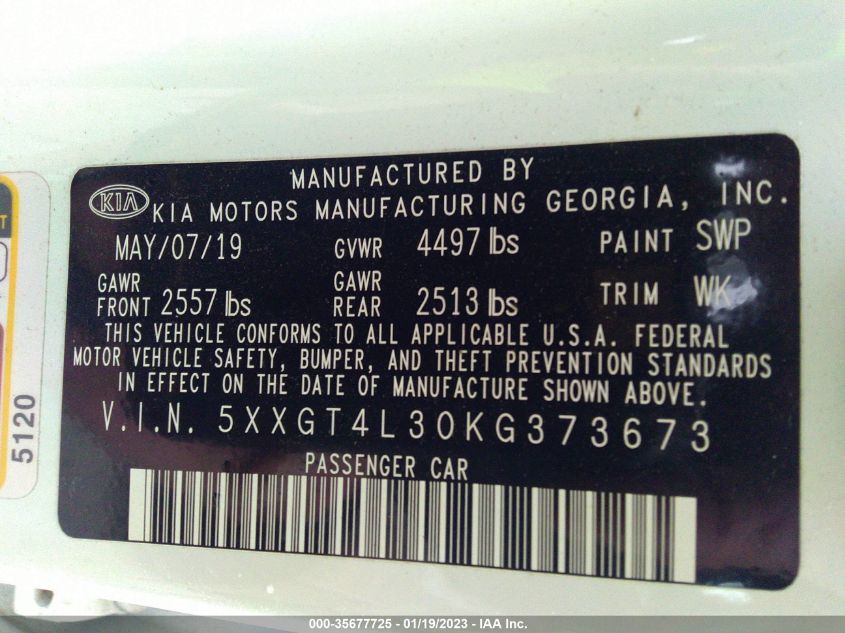 MANUFACTURED BY
KIA
KIA MOTORS MANUFACTURING GEORGIA, INC.
MAY/07/19 GVWR 4497 lbs PAINT SWP
GAWR FRONT 2557 lbs GAWR REAR 2513 lbs TRIM WK
THIS VEHICLE CONFORMS TO ALL APPLICABLE U.S.A. FEDERAL
MOTOR VEHICLE SAFETY, BUMPER, AND THEFT PREVENTION STANDARDS
IN EFFECT ON THE DATE OF MANUFACTURE SHOWN ABOVE.
V.I.N. 5XXGT4L30KG373673
PASSENGER CAR
5120
000-35677725 - 01/19/2023 - IAA Inc.